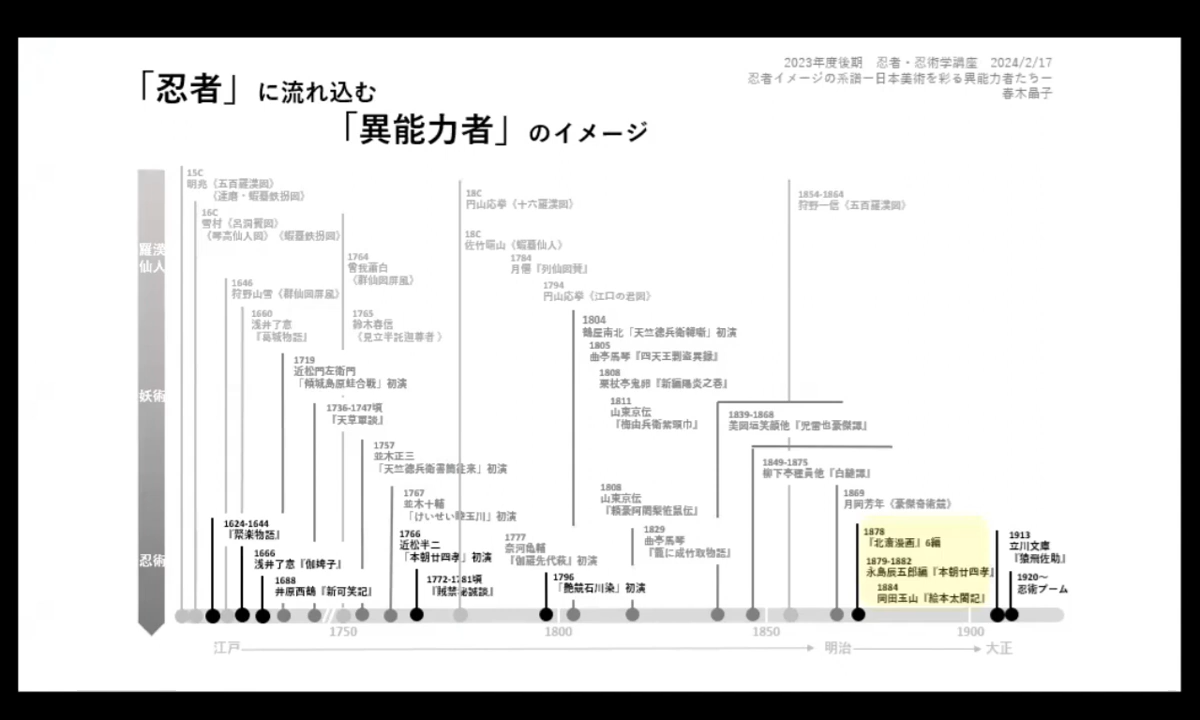 「忍者」に流れ込む
「異能力者」のイメージ
2023年度後期 忍者・忍術学講座 2024/2/17
忍者イメージの系譜ー日本美術を彩る異能力者たちー
春木晶子
羅漢
仙人
妖術
忍術
15C
明兆〈五百羅漢図〉
〈達磨・蝦蟇鉄拐図〉
16C
雪村〈呂洞賓図〉
〈琴高仙人図〉〈蝦蟇鉄拐図〉
1646
狩野山雪〈群仙図屏風〉
1660
浅井了意
『葛城物語』
1719
近松門左衛門
「傾城島原蛙合戦」初演
1736-1747頃
『天草軍談』
1757
並木正三
「天竺徳兵衛聞書往来」初演
1764
曾我蕭白
〈群仙図屏風〉
1765
鈴木春信
〈見立半託迦尊者〉
1767
並木十輔
「けいせい陸玉川」初演
18C
円山応挙〈十六羅漢図〉
18C
佐竹噲山〈蝦蟇仙人〉
1784
月僊『列仙図賛』
1794
円山応挙〈江口の君図〉
1804
鶴屋南北「天竺徳兵衛韓噺」初演
1805
曲亭馬琴『四天王剿盗異録』
1808
栗杖亭鬼卵『新編陽炎之巻』
1811
山東京伝
『梅由兵衛紫頭巾』
1808
山東京伝
『頼豪阿闍梨怪鼠伝』
1829
曲亭馬琴
『籠に成竹取物語』
1777
奈河亀輔
『伽羅先代萩』初演
1839-1868
美図垣笑顔他『児雷也豪傑譚』
1849-1875
柳下亭種員他『白縫譚』
1854-1864
狩野一信〈五百羅漢図〉
1869
月岡芳年〈豪傑奇術競〉
1624-1644
『聚楽物語』
1666
浅井了意『伽婢子』
1688
井原西鶴『新可笑記』
1766
近松半二
「本朝廿四孝」初演
1772-1781頃
『賊禁秘誠談』
1796
「艶競石川染」初演
1878
『北斎漫画』6編
1879-1882
永島辰五郎編『本朝廿四孝』
1884
岡田玉山『絵本太閤記』
1913
立川文庫
『猿飛佐助』
1920～
忍術ブーム
1750
1800
1850
1900
江戸
明治
大正